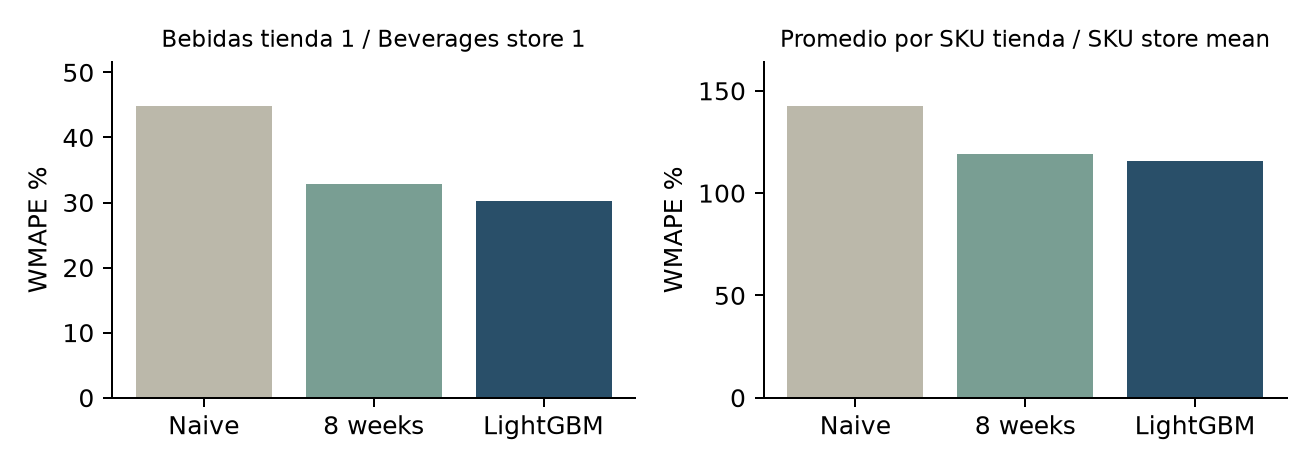 Bebidas tienda 1 / Beverages store 1
WMAPE %
50
40
30
20
10
0
Naive
8 weeks
LightGBM
Promedio por SKU tienda / SKU store mean
WMAPE %
150
100
50
0
Naive
8 weeks
LightGBM